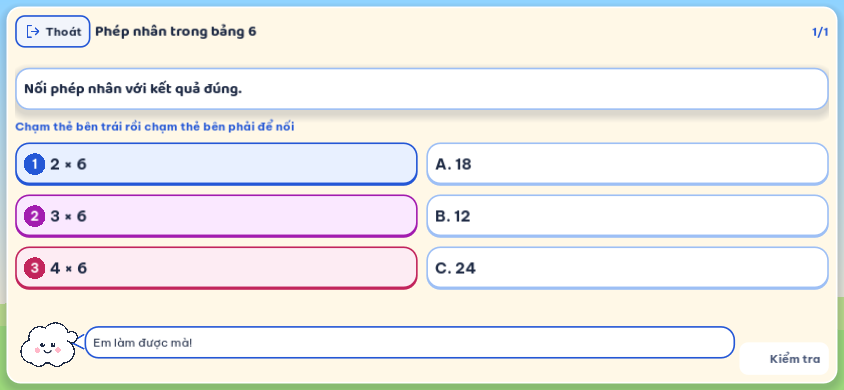 Thoát Phép nhân trong bảng 6 1/1
Nối phép nhân với kết quả đúng.
Chạm thẻ bên trái rồi chạm thẻ bên phải để nối
1 2 × 6 A. 18
2 3 × 6 B. 12
3 4 × 6 C. 24
Em làm được mà!
Kiểm tra